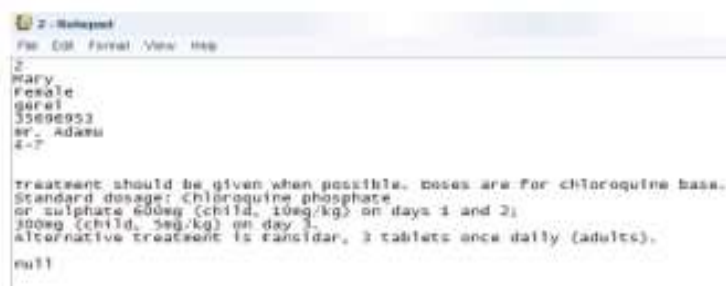 2 - Notepad
File Edit Format View Help
2
Mary
Female
gere1
35696953
mr. Adamu
4-7
Treatment should be given when possible. Doses are for chloroquine base.
Standard dosage: Chloroquine phosphate
or sulphate 600mg (child, 10mg/kg) on days 1 and 2;
300mg (child, 5mg/kg) on day 3.
Alternative treatment is Fansidar, 3 tablets once daily (adults).
null